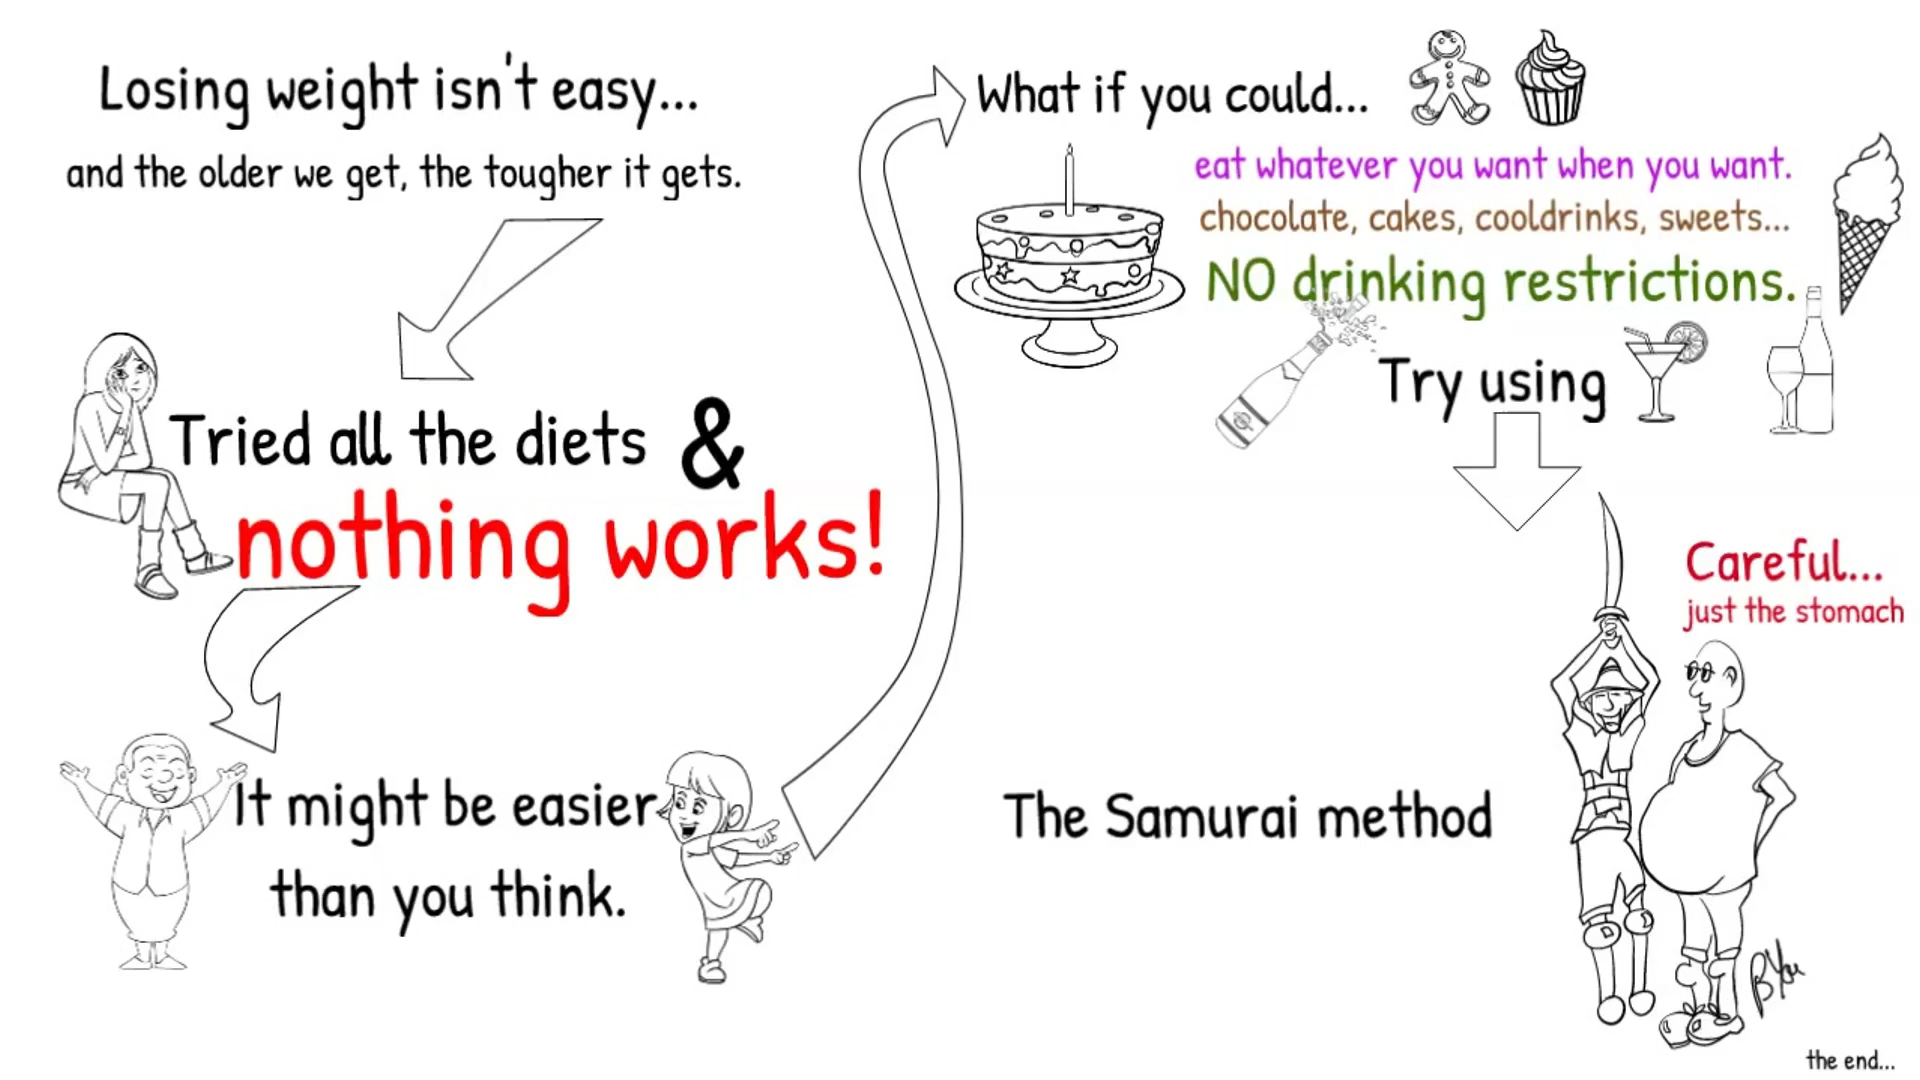 Losing weight isn't easy...
and the older we get, the tougher it gets.
Tried all the diets &
nothing works!
It might be easier
than you think.
What if you could...
eat whatever you want when you want.
chocolate, cakes, cooldrinks, sweets...
NO drinking restrictions.
Try using
Careful...
just the stomach
The Samurai method
the end...